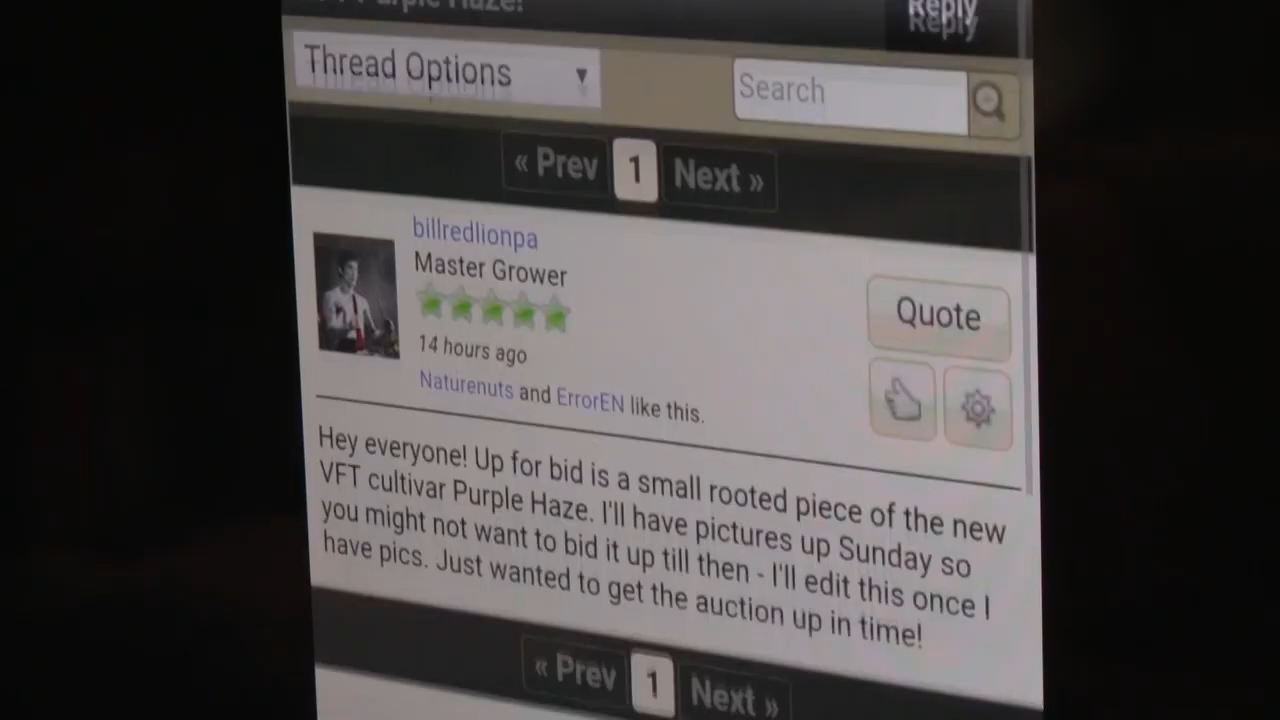 Purple Haze!
Reply
Thread Options
Search
« Prev 1 Next »
billredlionpa
Master Grower
Quote
14 hours ago
Naturenuts and ErrorEN like this.
Hey everyone! Up for bid is a small rooted piece of the new
VFT cultivar Purple Haze. I'll have pictures up Sunday so
you might not want to bid it up till then - I'll edit this once I
have pics. Just wanted to get the auction up in time!
« Prev 1 Next »